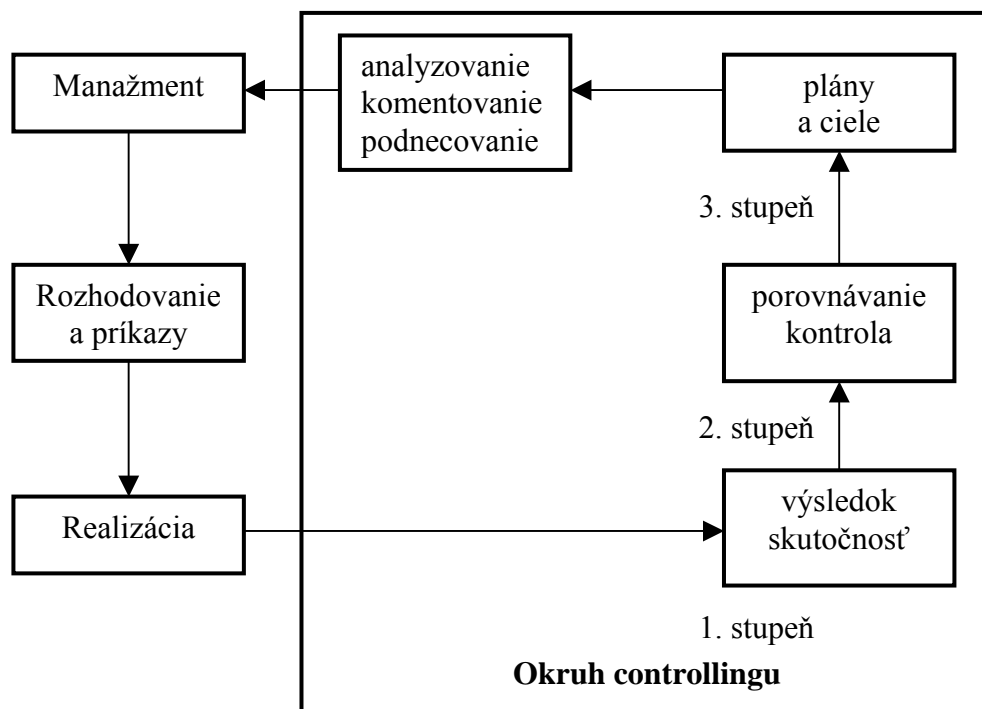 Manažment
analyzovanie
komentovanie
podnecovanie
plány
a ciele
3. stupeň
Rozhodovanie
a príkazy
porovnávanie
kontrola
2. stupeň
Realizácia
výsledok
skutočnosť
1. stupeň
Okruh controllingu